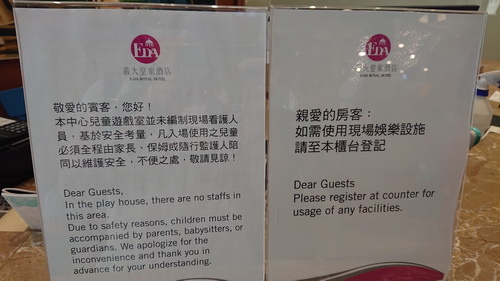 EDA
義大皇家酒店
E-DA ROYAL HOTEL
敬愛的賓客，您好！
本中心兒童遊戲室並未編制現場看護人
員，基於安全考量，凡入場使用之兒童
必須全程由家長，保姆或隨行監護人陪
同以維護安全，不便之處，敬請見諒！
Dear Guests,
In the play house, there are no staffs in
this area.
Due to safety reasons, children must be
accompanied by parents, babysitters, or
guardians. We apologize for the
inconvenience and thank you in
advance for your understanding.
EDA
義大皇家酒店
E-DA ROYAL HOTEL
親愛的房客：
如需使用現場娛樂設施
請至本櫃台登記
Dear Guests
Please register at counter for
usage of any facilities.